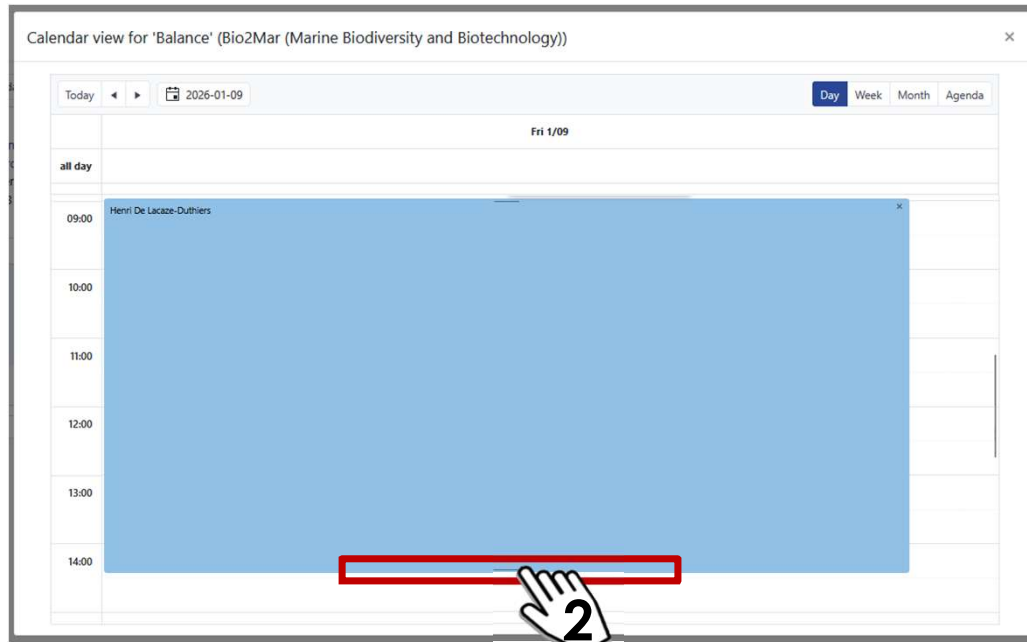 Calendar view for 'Balance' (Bio2Mar (Marine Biodiversity and Biotechnology)) ×
Today ◄ ► 2026-01-09 Day Week Month Agenda
Fri 1/09
all day
09:00 Henri De Lacaze-Duthiers ×
10:00
11:00
12:00
13:00
14:00
2